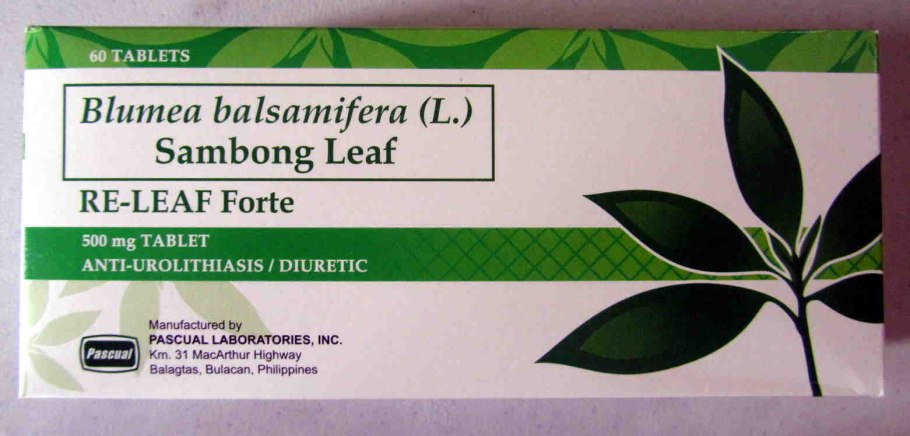 60 TABLETS
Blumea balsamifera (L.)
Sambong Leaf
RE-LEAF Forte
500 mg TABLET
ANTI-UROLITHIASIS / DIURETIC
Pascual
Manufactured by
PASCUAL LABORATORIES, INC.
Km. 31 MacArthur Highway
Balagtas, Bulacan, Philippines